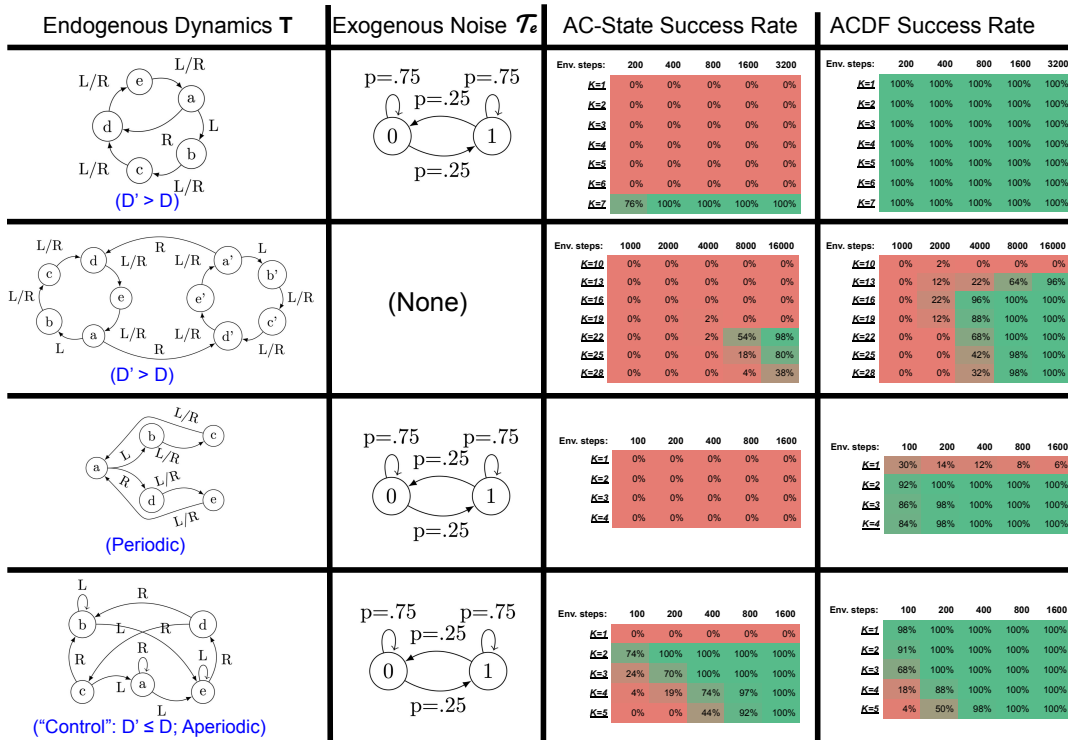 Endogenous Dynamics T Exogenous Noise 𝒯e AC-State Success Rate ACDF Success Rate
L/R
L/R e
a
d
R L
b
L/R c
L/R
(D' > D)
p=.75 p=.75
p=.25
0 1
p=.25
Env. steps: 200 400 800 1600 3200
K=1 0% 0% 0% 0% 0%
K=2 0% 0% 0% 0% 0%
K=3 0% 0% 0% 0% 0%
K=4 0% 0% 0% 0% 0%
K=5 0% 0% 0% 0% 0%
K=6 0% 0% 0% 0% 0%
K=7 76% 100% 100% 100% 100%
Env. steps: 200 400 800 1600 3200
K=1 100% 100% 100% 100% 100%
K=2 100% 100% 100% 100% 100%
K=3 100% 100% 100% 100% 100%
K=4 100% 100% 100% 100% 100%
K=5 100% 100% 100% 100% 100%
K=6 100% 100% 100% 100% 100%
K=7 100% 100% 100% 100% 100%
R
L/R d a' L
c L/R L/R b'
L/R e e' L/R
b L/R L/R c'
L a d' L/R
R
(D' > D)
(None)
Env. steps: 1000 2000 4000 8000 16000
K=10 0% 0% 0% 0% 0%
K=13 0% 0% 0% 0% 0%
K=16 0% 0% 0% 0% 0%
K=19 0% 0% 2% 0% 0%
K=22 0% 0% 2% 54% 98%
K=25 0% 0% 0% 18% 80%
K=28 0% 0% 0% 4% 38%
Env. steps: 1000 2000 4000 8000 16000
K=10 0% 2% 0% 0% 0%
K=13 0% 12% 22% 64% 96%
K=16 0% 22% 96% 100% 100%
K=19 0% 12% 88% 100% 100%
K=22 0% 0% 68% 100% 100%
K=25 0% 0% 42% 98% 100%
K=28 0% 0% 32% 98% 100%
L/R
b c
L L/R
a
R L/R
d e
L/R
(Periodic)
p=.75 p=.75
p=.25
0 1
p=.25
Env. steps: 100 200 400 800 1600
K=1 0% 0% 0% 0% 0%
K=2 0% 0% 0% 0% 0%
K=3 0% 0% 0% 0% 0%
K=4 0% 0% 0% 0% 0%
Env. steps: 100 200 400 800 1600
K=1 30% 14% 12% 8% 6%
K=2 92% 100% 100% 100% 100%
K=3 86% 98% 100% 100% 100%
K=4 84% 98% 100% 100% 100%
L R
b L R d
R R L R
c L a e
L
("Control": D' ≤ D; Aperiodic)
p=.75 p=.75
p=.25
0 1
p=.25
Env. steps: 100 200 400 800 1600
K=1 0% 0% 0% 0% 0%
K=2 74% 100% 100% 100% 100%
K=3 24% 70% 100% 100% 100%
K=4 4% 19% 74% 97% 100%
K=5 0% 0% 44% 92% 100%
Env. steps: 100 200 400 800 1600
K=1 98% 100% 100% 100% 100%
K=2 91% 100% 100% 100% 100%
K=3 68% 100% 100% 100% 100%
K=4 18% 88% 100% 100% 100%
K=5 4% 50% 98% 100% 100%